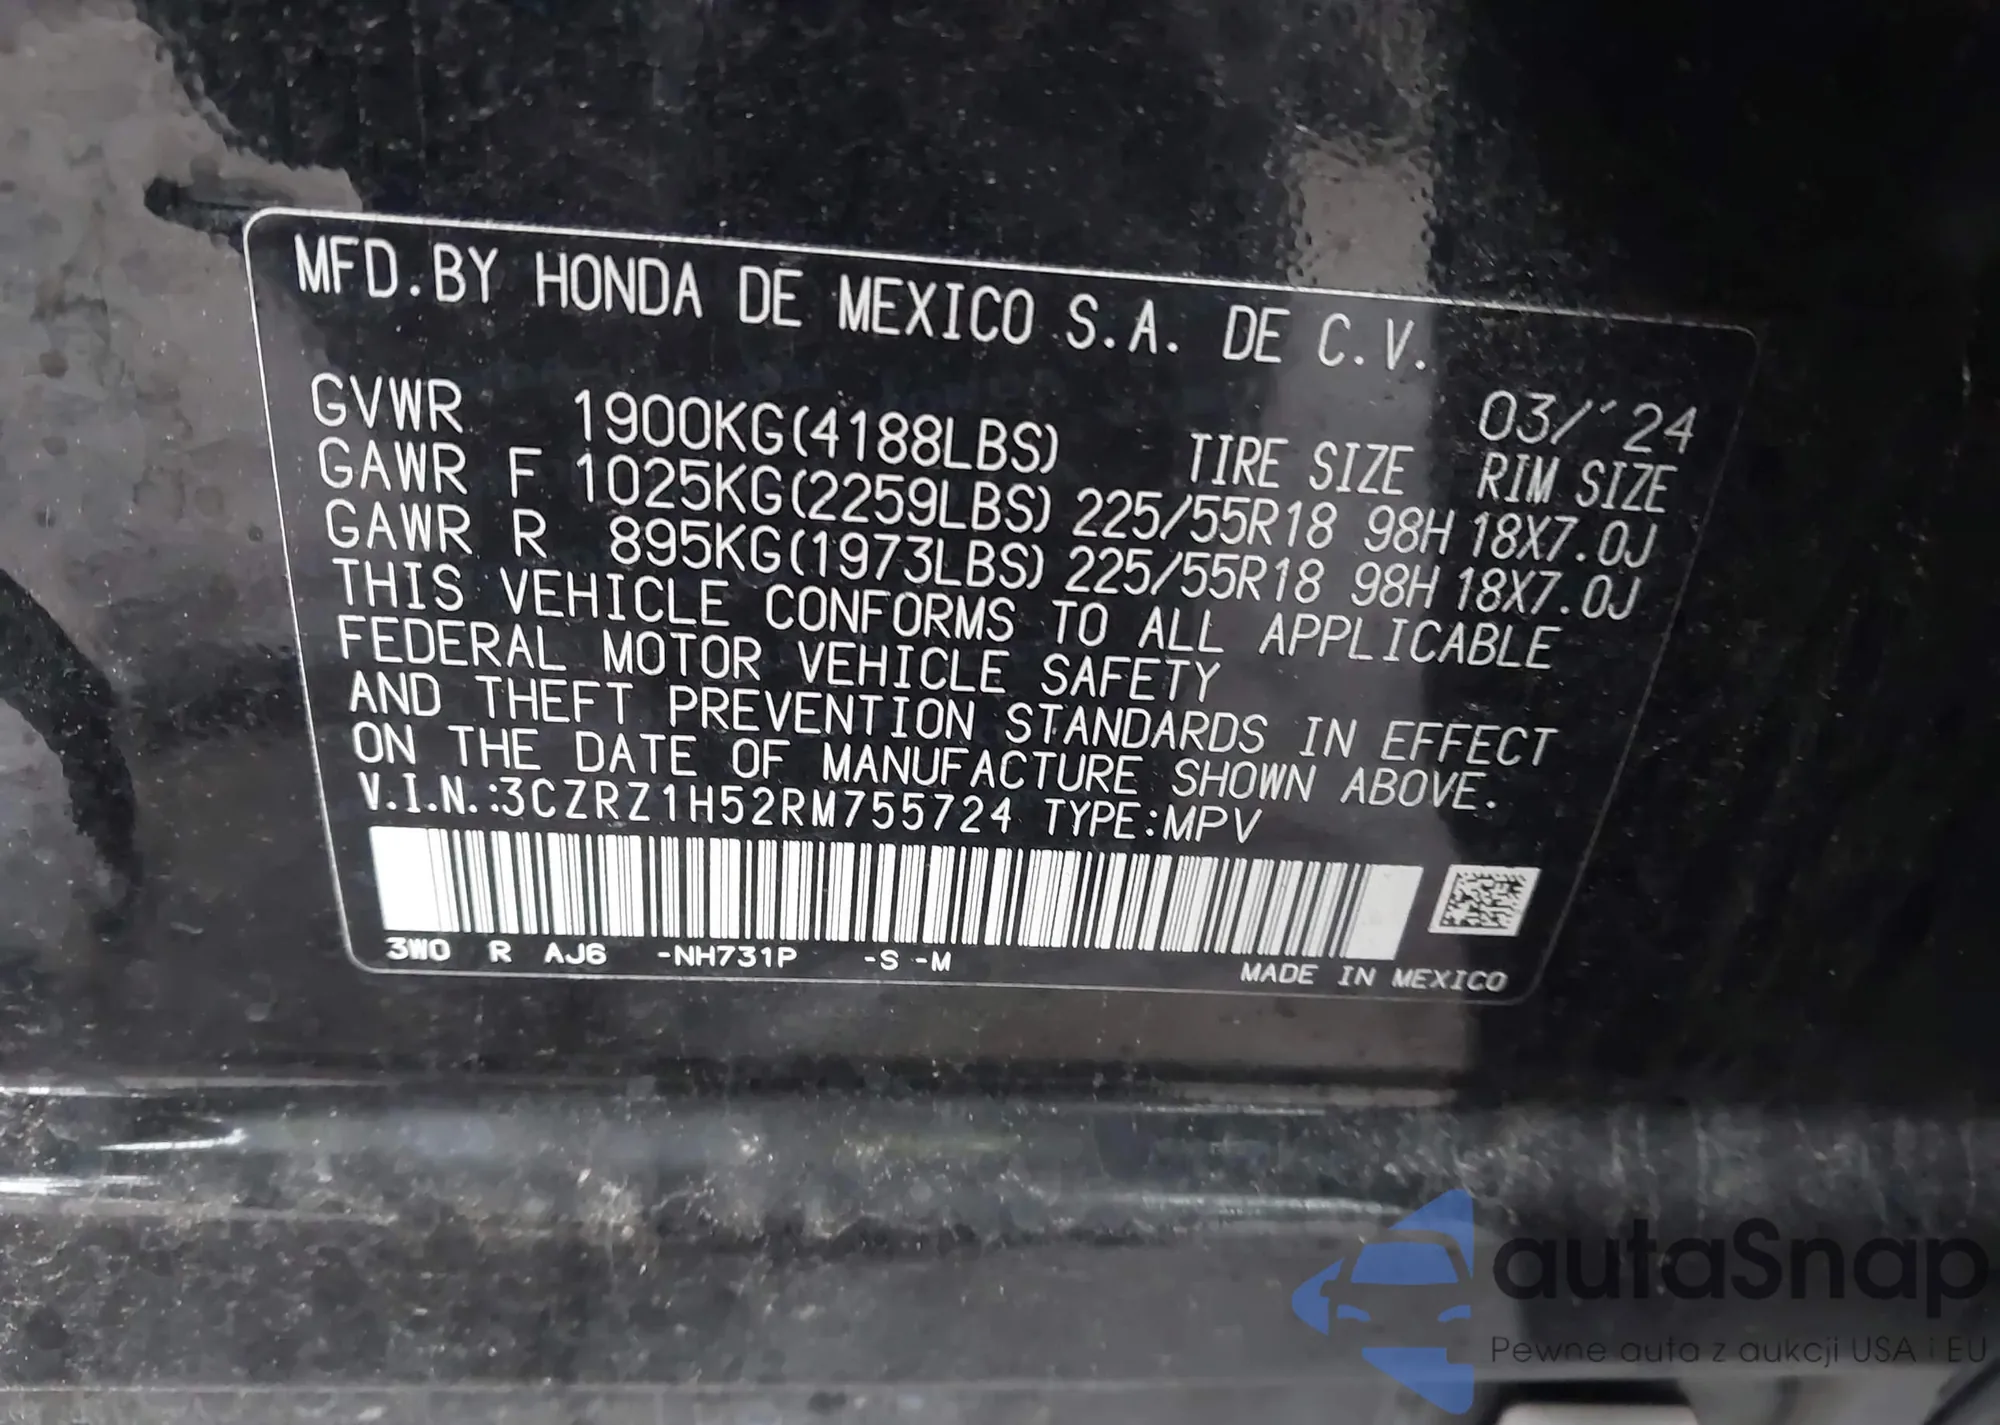 MFD.BY HONDA DE MEXICO S.A. DE C.V.
03/'24
GVWR 1900KG(4188LBS) TIRE SIZE RIM SIZE
GAWR F 1025KG(2259LBS) 225/55R18 98H 18X7.0J
GAWR R 895KG(1973LBS) 225/55R18 98H 18X7.0J
THIS VEHICLE CONFORMS TO ALL APPLICABLE
FEDERAL MOTOR VEHICLE SAFETY
AND THEFT PREVENTION STANDARDS IN EFFECT
ON THE DATE OF MANUFACTURE SHOWN ABOVE.
V.I.N.:3CZRZ1H52RM755724 TYPE:MPV
3W0 R AJ6 -NH731P -S -M
MADE IN MEXICO
autaSnap
Pewne auta z aukcji USA i EU